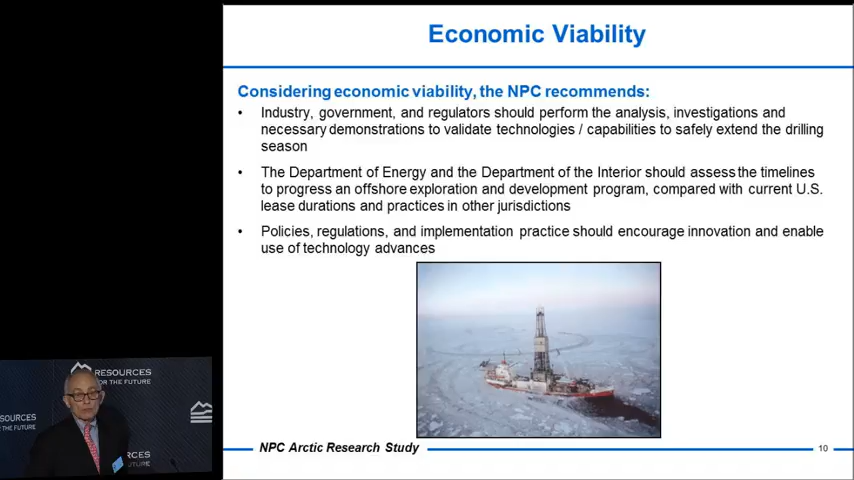 Economic Viability
Considering economic viability, the NPC recommends:
• Industry, government, and regulators should perform the analysis, investigations and
necessary demonstrations to validate technologies / capabilities to safely extend the drilling
season
• The Department of Energy and the Department of the Interior should assess the timelines
to progress an offshore exploration and development program, compared with current U.S.
lease durations and practices in other jurisdictions
• Policies, regulations, and implementation practice should encourage innovation and enable
use of technology advances
NPC Arctic Research Study
10
RESOURCES
FOR THE FUTURE
SOURCES
THE FUTURE
RCES
UTURE